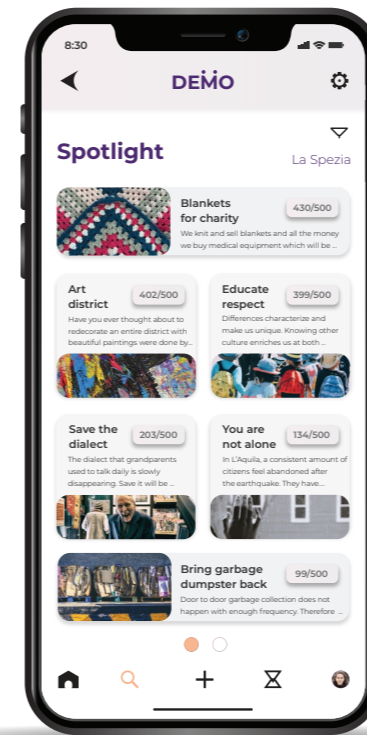 8:30
DEMO
Spotlight
La Spezia
Blankets
for charity
430/500
We knit and sell blankets and all the money
we buy medical equipment which will be ...
Art
district
402/500
Have you ever thought about to
redecorate an entire district with
beautiful paintings were done by...
Educate
respect
399/500
Differences characterize and
make us unique. Knowing other
culture enriches us at both ...
Save the
dialect
203/500
The dialect that grandparents
used to talk daily is slowly
disappearing. Save it will be ...
You are
not alone
134/500
In L'Aquila, a consistent amount of
citizens feel abandoned after
the earthquake. They have....
Bring garbage
dumpster back
99/500
Door to door garbage collection does not
happen with enough frequency. Therefore ...